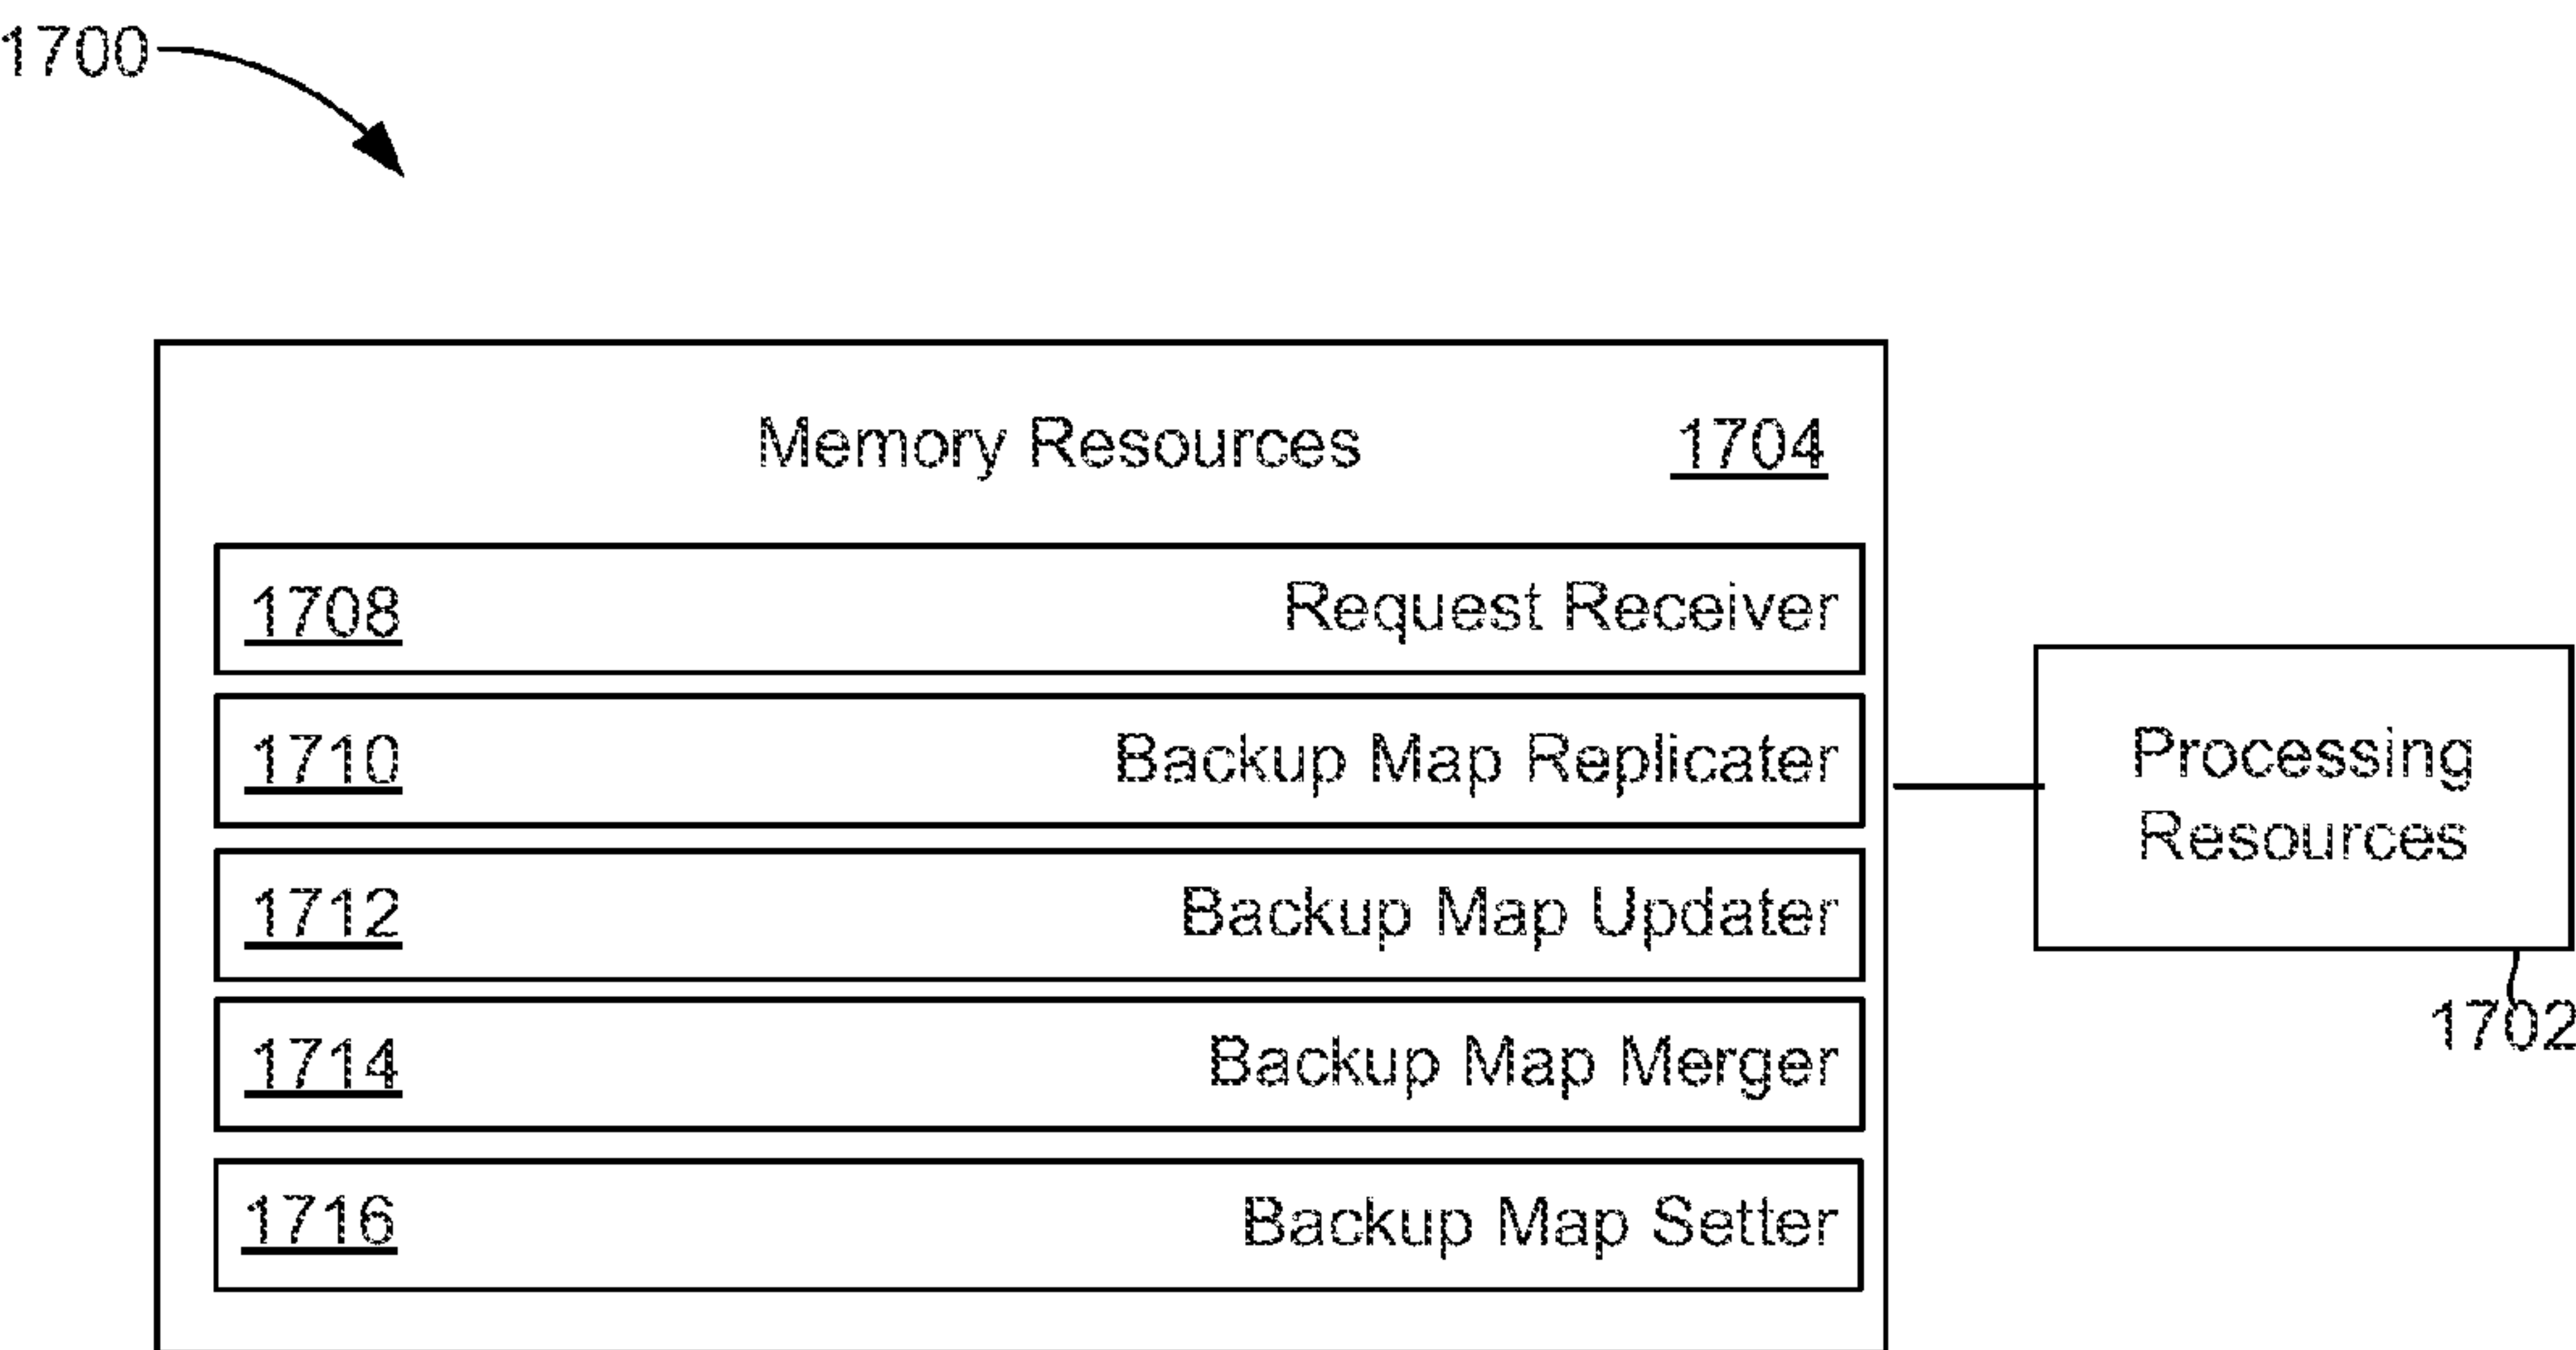 1700
Memory Resources 1704
1708 Request Receiver
1710 Backup Map Replicater
1712 Backup Map Updater
1714 Backup Map Merger
1716 Backup Map Setter
Processing
Resources
1702